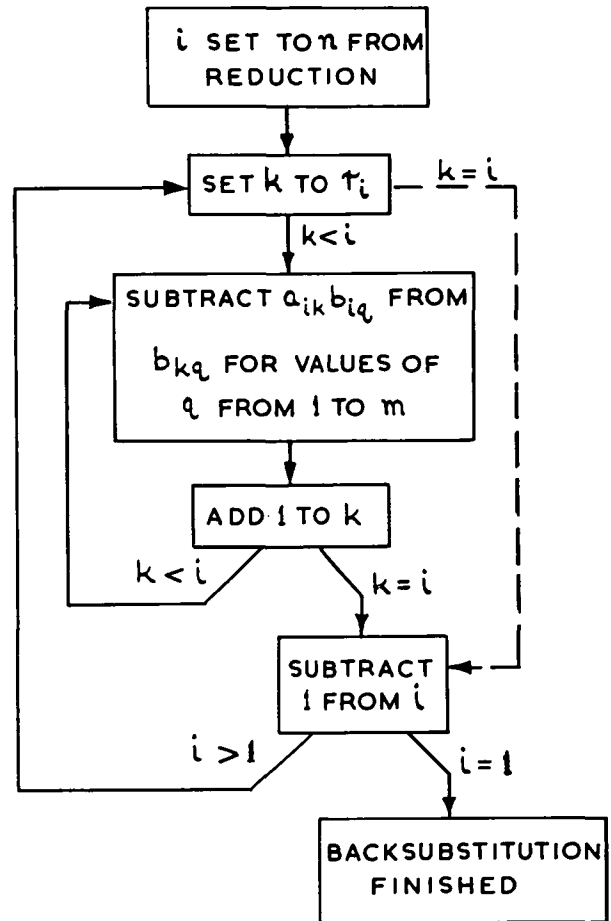 i SET TO n FROM
REDUCTION
SET k TO r_i
k = i
k < i
SUBTRACT a_ik b_iq FROM
b_kq FOR VALUES OF
q FROM 1 TO m
ADD 1 TO k
k < i
k = i
SUBTRACT
1 FROM i
i > 1
i = 1
BACKSUBSTITUTION
FINISHED